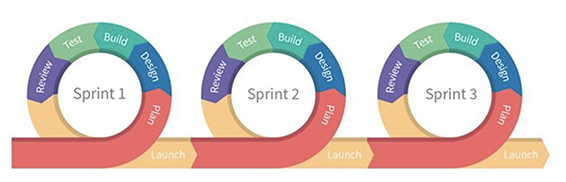 Sprint 1
Plan
Design
Build
Test
Review
Launch
Sprint 2
Plan
Design
Build
Test
Review
Launch
Sprint 3
Plan
Design
Build
Test
Review
Launch